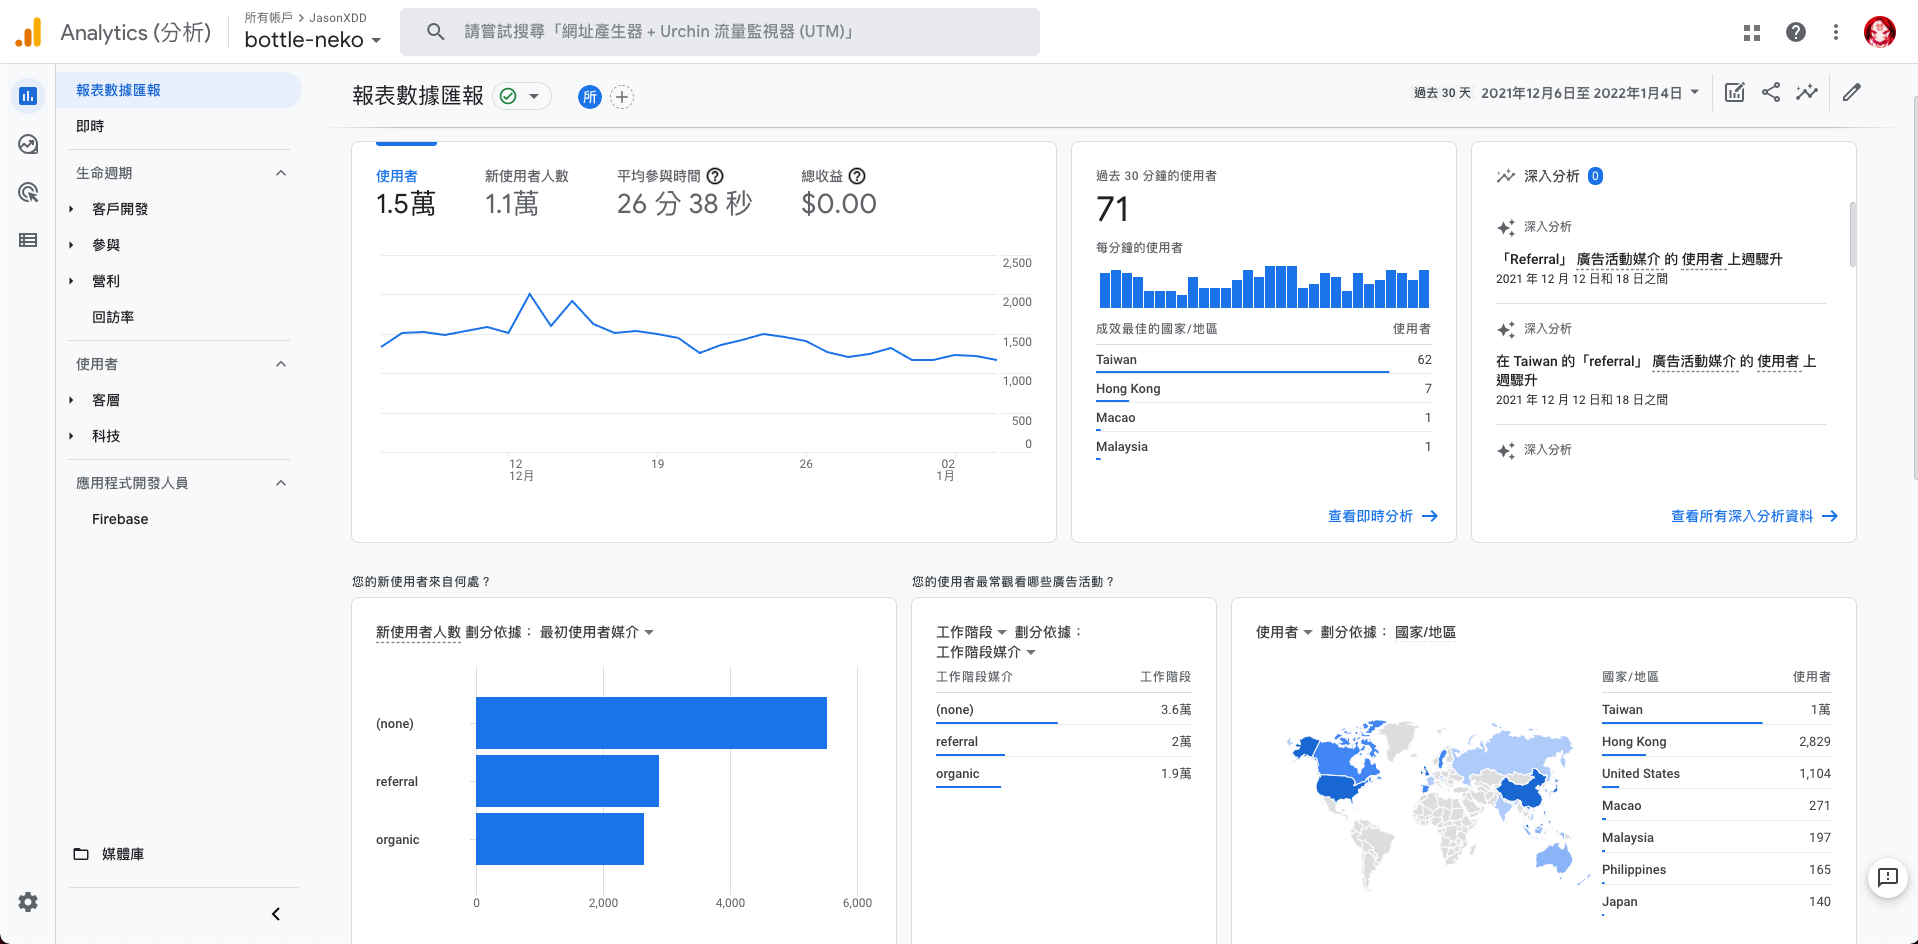 Analytics (分析)
所有帳戶 > JasonXDD
bottle-neko
請嘗試搜尋「網址產生器 + Urchin 流量監視器 (UTM)」
報表數據匯報
即時
生命週期
客戶開發
參與
營利
回訪率
使用者
客層
科技
應用程式開發人員
Firebase
媒體庫
報表數據匯報
所
過去 30 天 2021年12月6日至 2022年1月4日
使用者
1.5萬
新使用者人數
1.1萬
平均參與時間
26 分 38 秒
總收益
$0.00
2,500
2,000
1,500
1,000
500
0
12
12月
19
26
02
1月
過去 30 分鐘的使用者
71
每分鐘的使用者
成效最佳的國家/地區 使用者
Taiwan 62
Hong Kong 7
Macao 1
Malaysia 1
查看即時分析
深入分析 0
深入分析
「Referral」 廣告活動媒介 的 使用者 上週驟升
2021 年 12 月 12 日和 18 日之間
深入分析
在 Taiwan 的「referral」 廣告活動媒介 的 使用者 上
週驟升
2021 年 12 月 12 日和 18 日之間
深入分析
查看所有深入分析資料
您的新使用者來自何處？
新使用者人數 劃分依據： 最初使用者媒介
(none)
referral
organic
0 2,000 4,000 6,000
您的使用者最常觀看哪些廣告活動？
工作階段 劃分依據：
工作階段媒介
工作階段媒介 工作階段
(none) 3.6萬
referral 2萬
organic 1.9萬
使用者 劃分依據： 國家/地區
國家/地區 使用者
Taiwan 1萬
Hong Kong 2,829
United States 1,104
Macao 271
Malaysia 197
Philippines 165
Japan 140